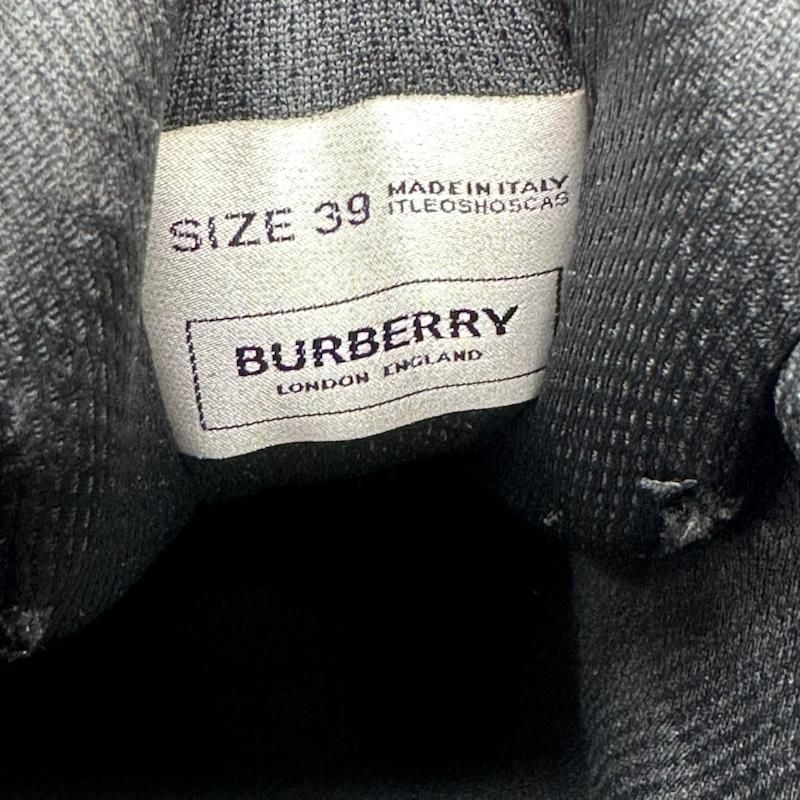 SIZE 39
MADE IN ITALY
ITLEOSHO5CAS
BURBERRY
LONDON ENGLAND